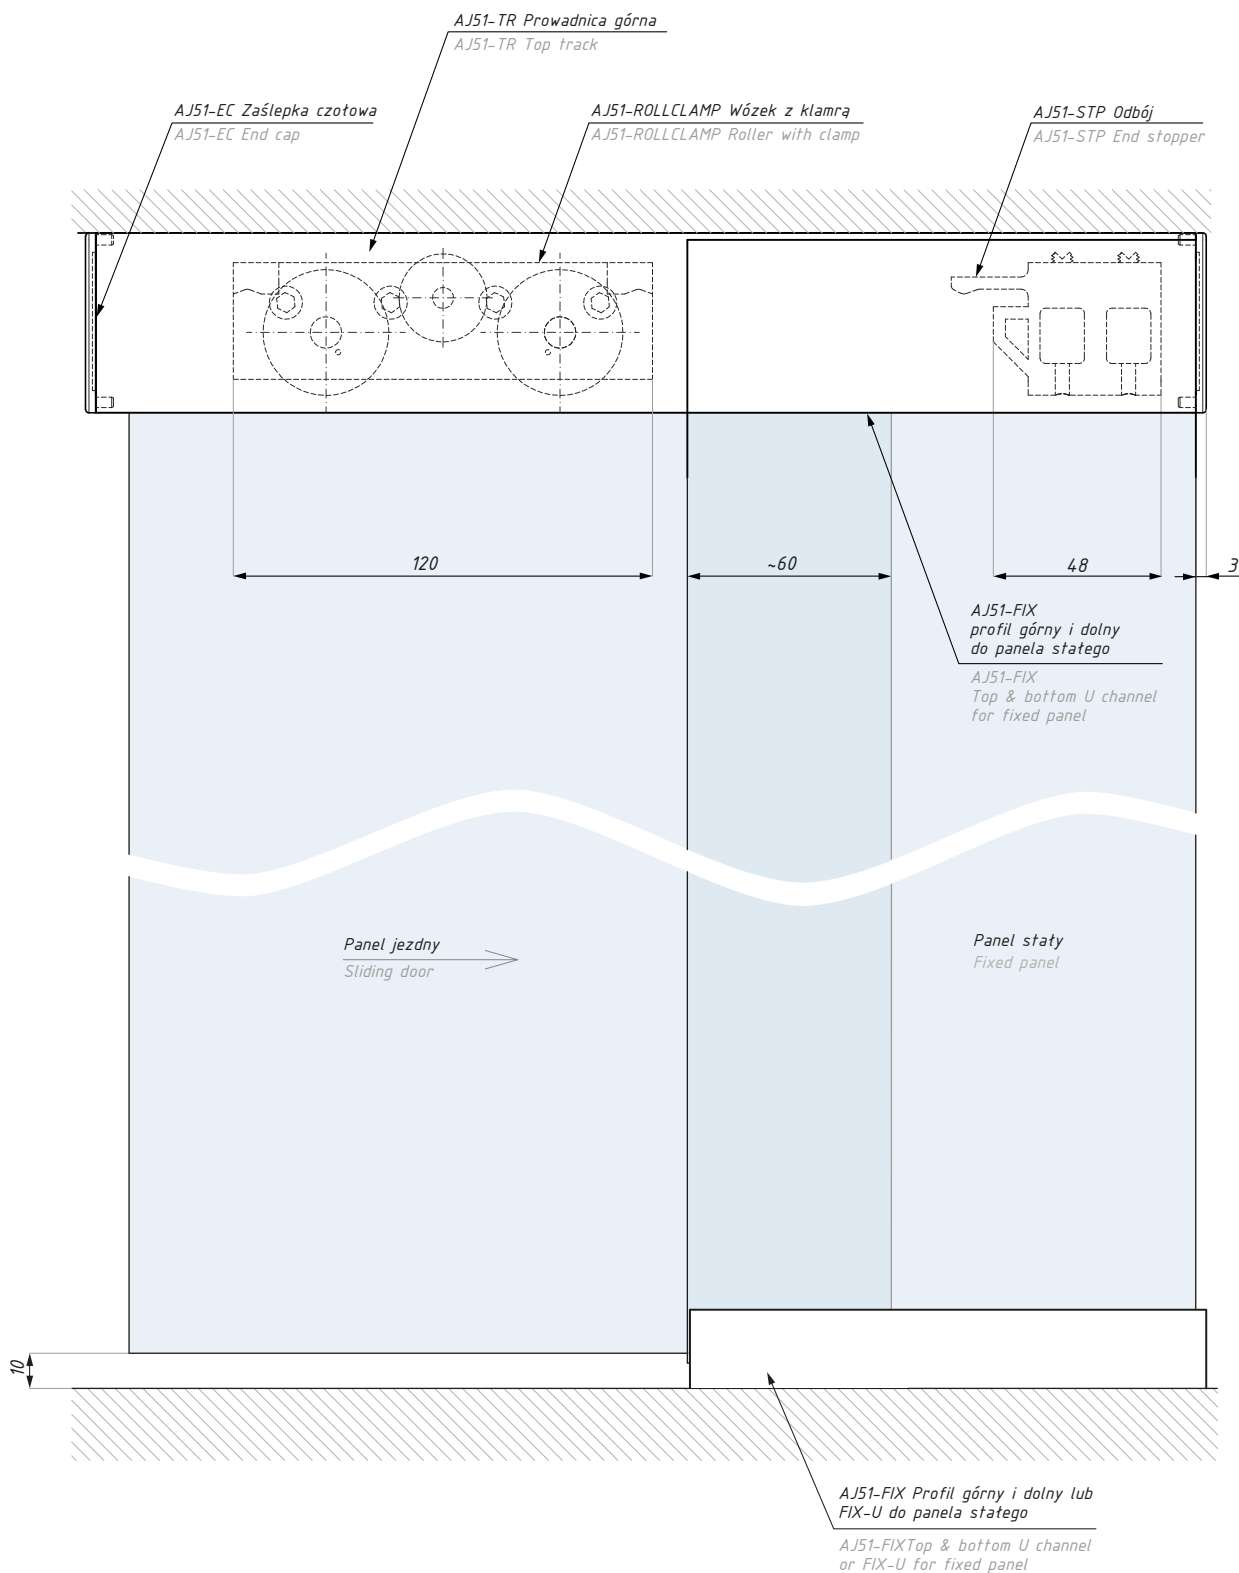 AJ51-TR Prowadnica górna
AJ51-TR Top track
AJ51-EC Zaślepka czołowa
AJ51-EC End cap
AJ51-ROLLCLAMP Wózek z klamrą
AJ51-ROLLCLAMP Roller with clamp
AJ51-STP Odbój
AJ51-STP End stopper
120
~60
48
3
AJ51-FIX
profil górny i dolny
do panela stałego
AJ51-FIX
Top & bottom U channel
for fixed panel
Panel jezdny
Sliding door
Panel stały
Fixed panel
10
AJ51-FIX Profil górny i dolny lub
FIX-U do panela stałego
AJ51-FIXTop & bottom U channel
or FIX-U for fixed panel